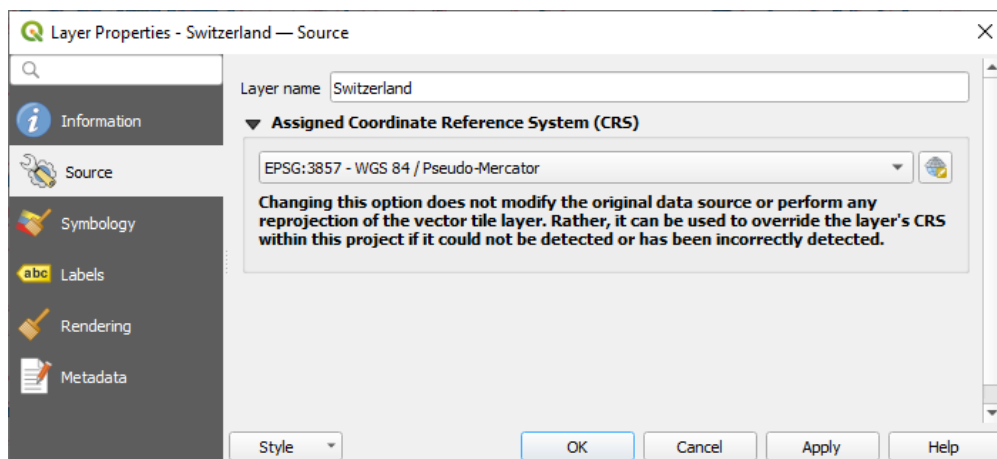 Layer Properties - Switzerland — Source
Information
Source
Symbology
abc Labels
Rendering
Metadata
Layer name Switzerland
Assigned Coordinate Reference System (CRS)
EPSG:3857 - WGS 84 / Pseudo-Mercator
Changing this option does not modify the original data source or perform any
reprojection of the vector tile layer. Rather, it can be used to override the layer's CRS
within this project if it could not be detected or has been incorrectly detected.
Style OK Cancel Apply Help